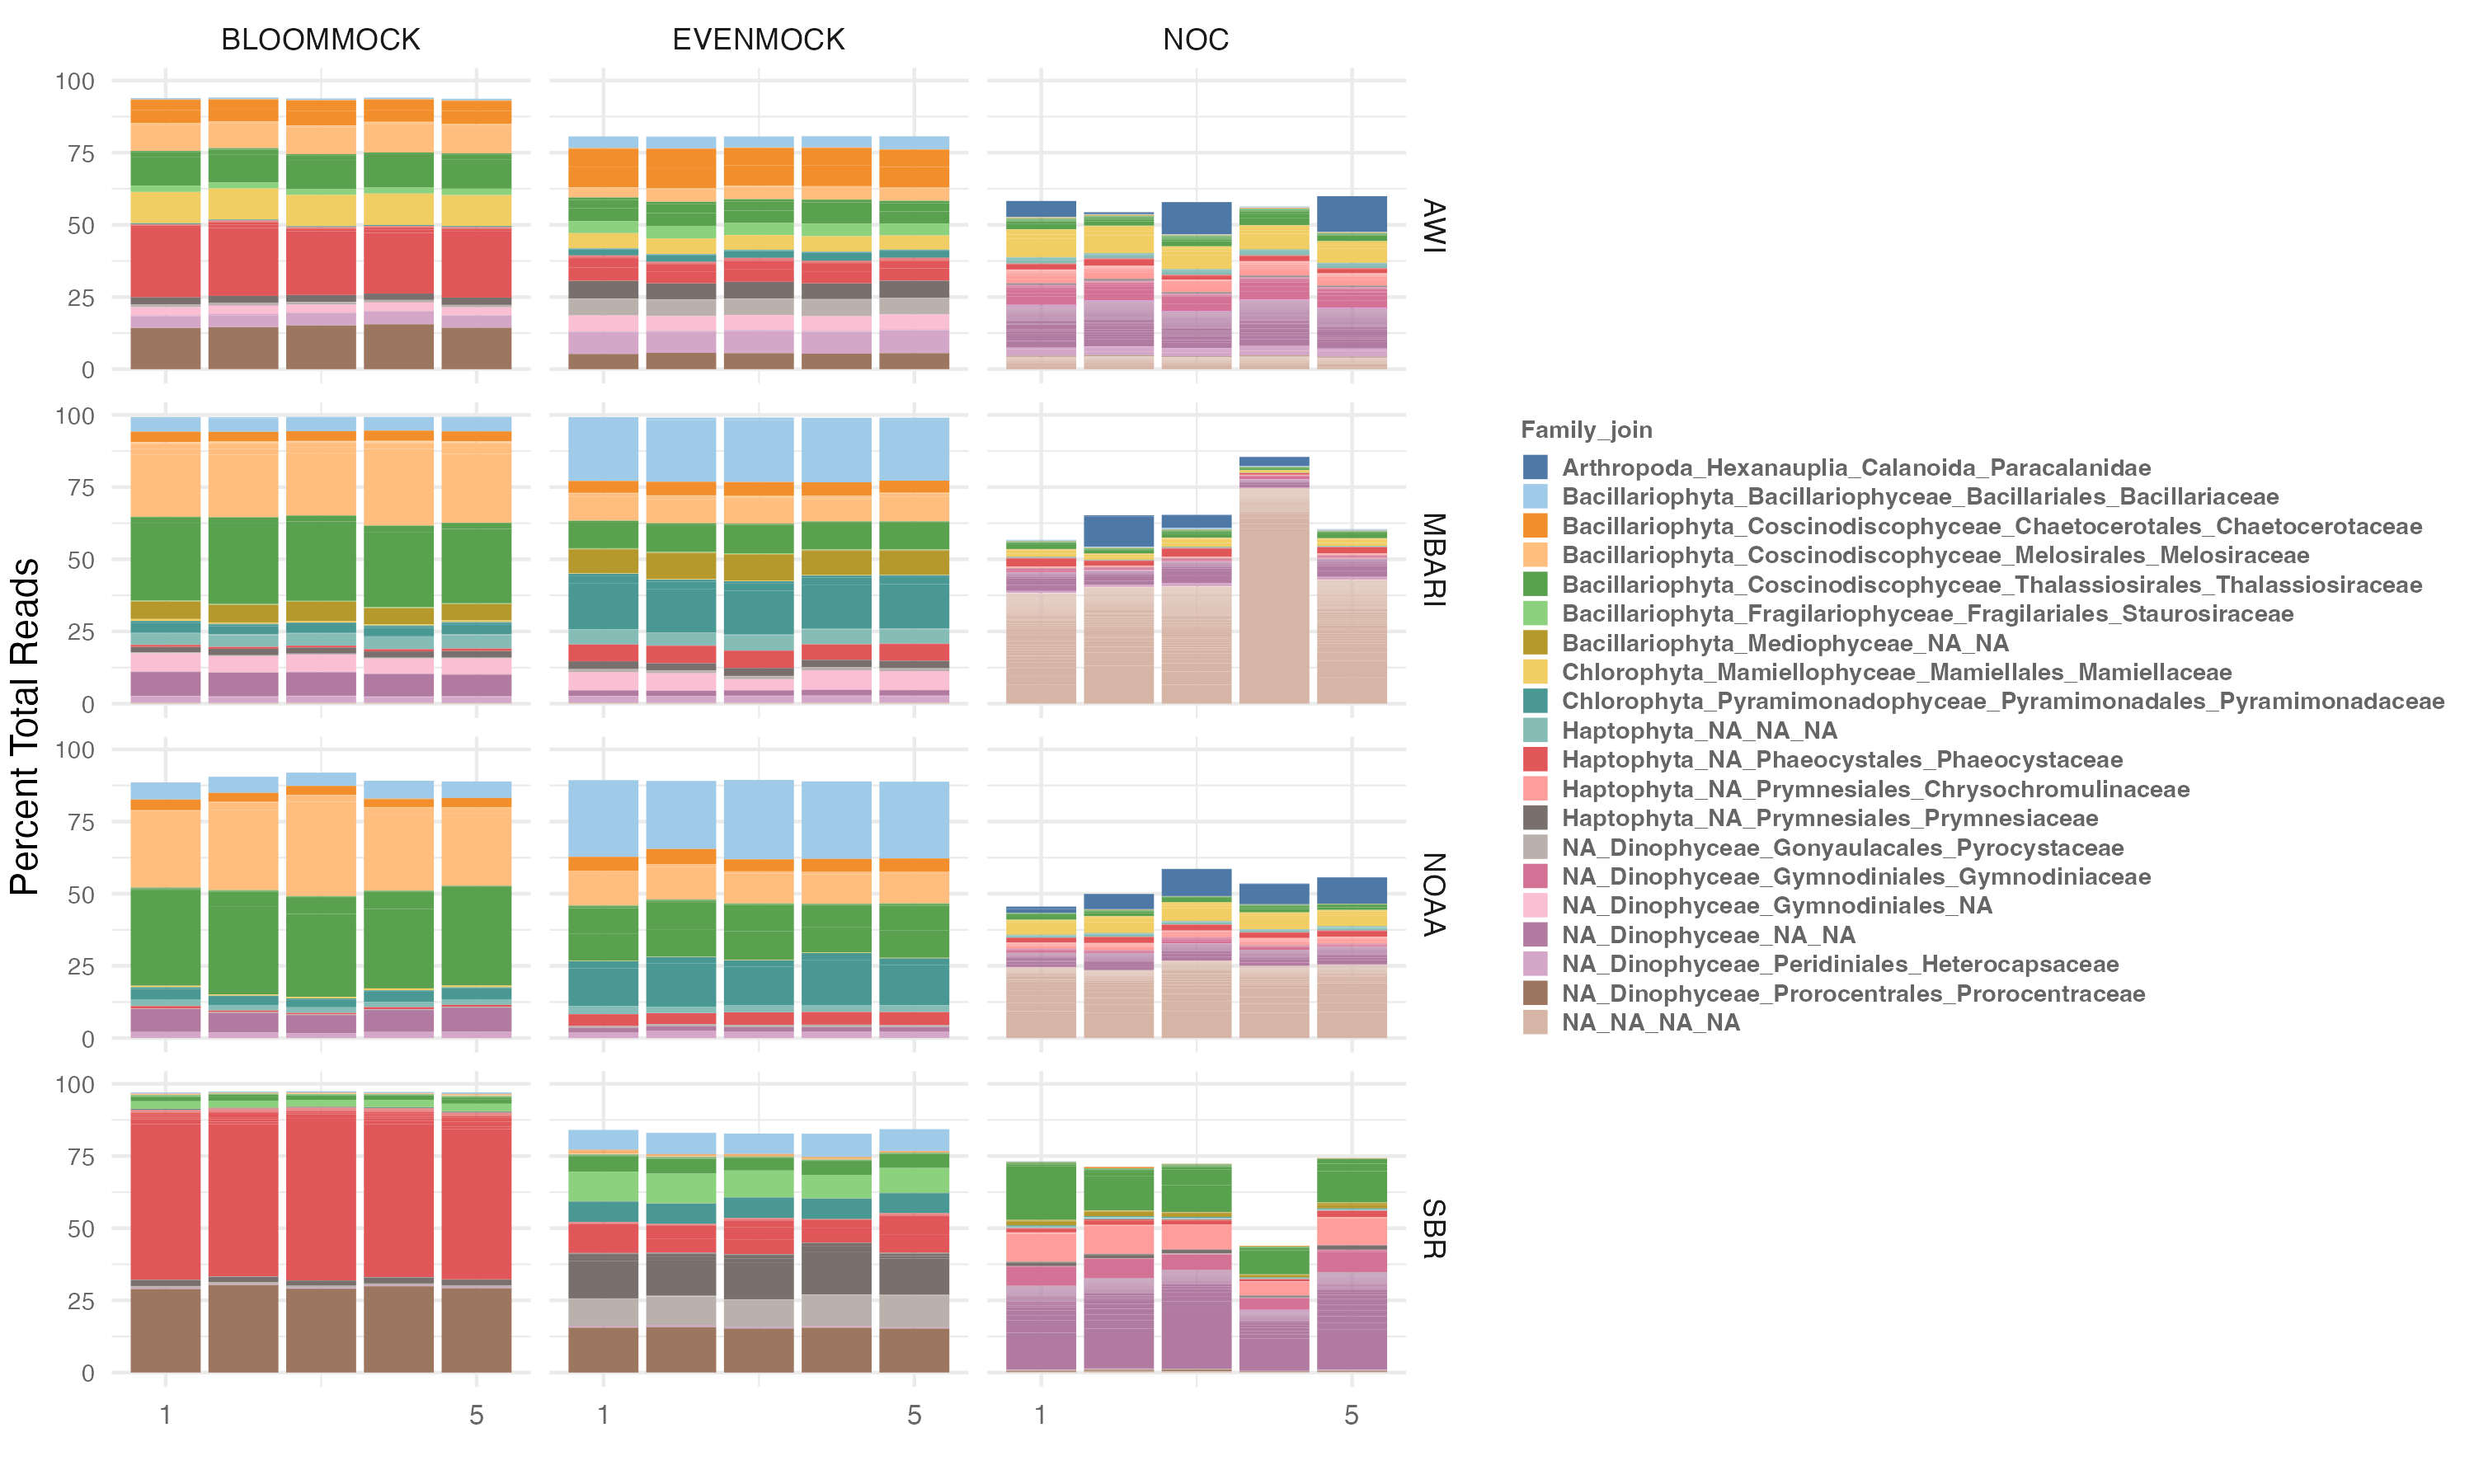 BLOOMMOCK EVENMOCK NOC
Percent Total Reads
100
75
50
25
0
AWI
100
75
50
25
0
MBARI
100
75
50
25
0
NOAA
100
75
50
25
0
SBR
1 5 1 5 1 5
Family_join
Arthropoda_Hexanauplia_Calanoida_Paracalanidae
Bacillariophyta_Bacillariophyceae_Bacillariales_Bacillariaceae
Bacillariophyta_Coscinodiscophyceae_Chaetocerotales_Chaetocerotaceae
Bacillariophyta_Coscinodiscophyceae_Melosirales_Melosiraceae
Bacillariophyta_Coscinodiscophyceae_Thalassiosirales_Thalassiosiraceae
Bacillariophyta_Fragilariophyceae_Fragilariales_Staurosiraceae
Bacillariophyta_Mediophyceae_NA_NA
Chlorophyta_Mamiellophyceae_Mamiellales_Mamiellaceae
Chlorophyta_Pyramimonadophyceae_Pyramimonadales_Pyramimonadaceae
Haptophyta_NA_NA_NA
Haptophyta_NA_Phaeocystales_Phaeocystaceae
Haptophyta_NA_Prymnesiales_Chrysochromulinaceae
Haptophyta_NA_Prymnesiales_Prymnesiaceae
NA_Dinophyceae_Gonyaulacales_Pyrocystaceae
NA_Dinophyceae_Gymnodiniales_Gymnodiniaceae
NA_Dinophyceae_Gymnodiniales_NA
NA_Dinophyceae_NA_NA
NA_Dinophyceae_Peridiniales_Heterocapsaceae
NA_Dinophyceae_Prorocentrales_Prorocentraceae
NA_NA_NA_NA